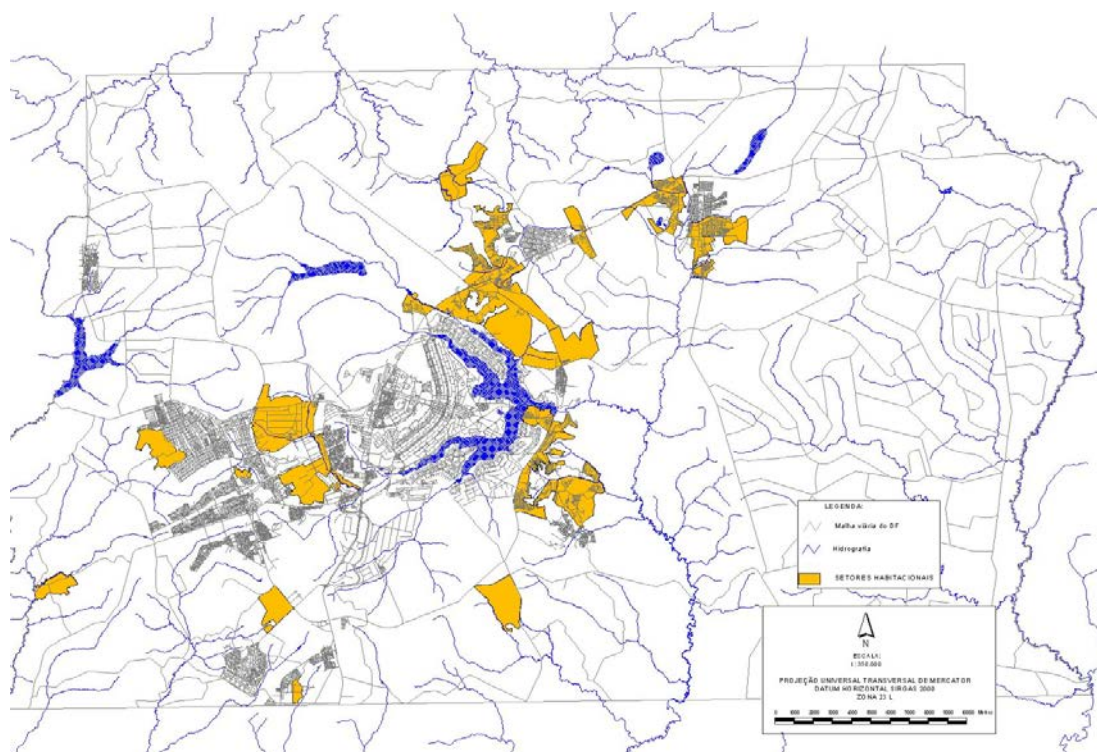 LEGENDA:
Malha viária do DF
Hidrografia
SETORES HABITACIONAIS
ESCALA:
PROJEÇÃO UNIVERSAL TRANSVERSAL DE MERCATOR
DATUM HORIZONTAL SIRGAS 2000
ZONA 23 L